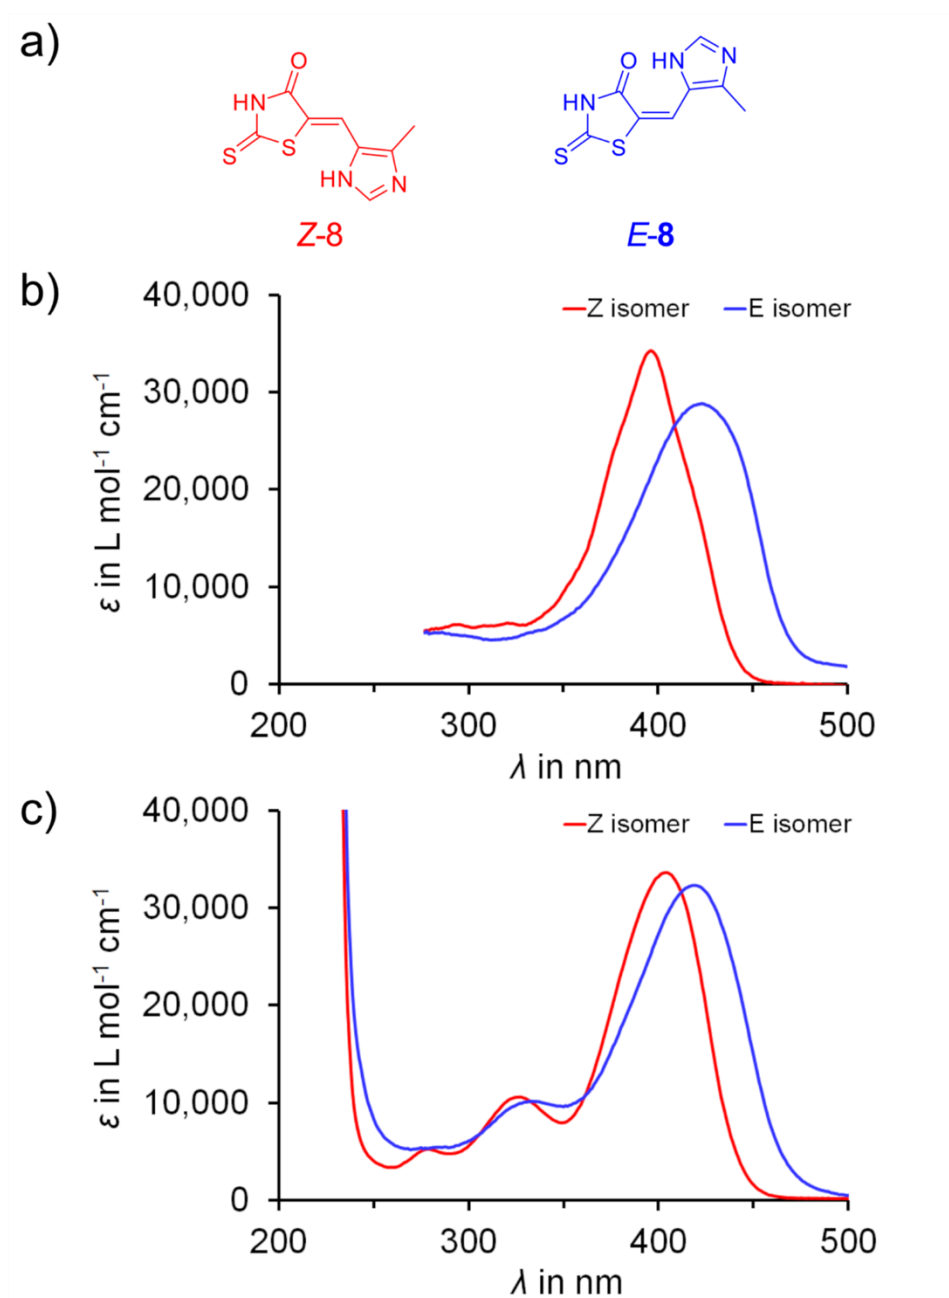 a)
O
HN
S
S
HN
N
Z-8
O
HN
N
HN
S
S
E-8
b)
40,000
30,000
20,000
10,000
0
ε in L mol⁻¹ cm⁻¹
Z isomer E isomer
200 300 400 500
λ in nm
c)
40,000
30,000
20,000
10,000
0
ε in L mol⁻¹ cm⁻¹
Z isomer E isomer
200 300 400 500
λ in nm